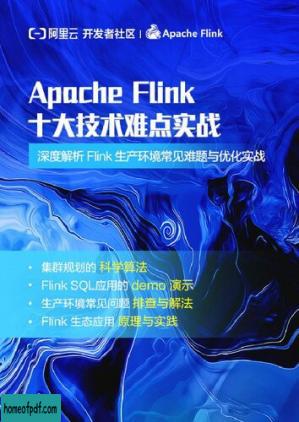 阿里云 开发者社区 | Apache Flink
Apache Flink
十大技术难点实战
深度解析 Flink 生产环境常见难题与优化实战
• 集群规划的 科学算法
• Flink SQL应用的 demo 演示
• 生产环境常见问题 排查与解法
• Flink 生态应用 原理与实践
homeofpdf.com